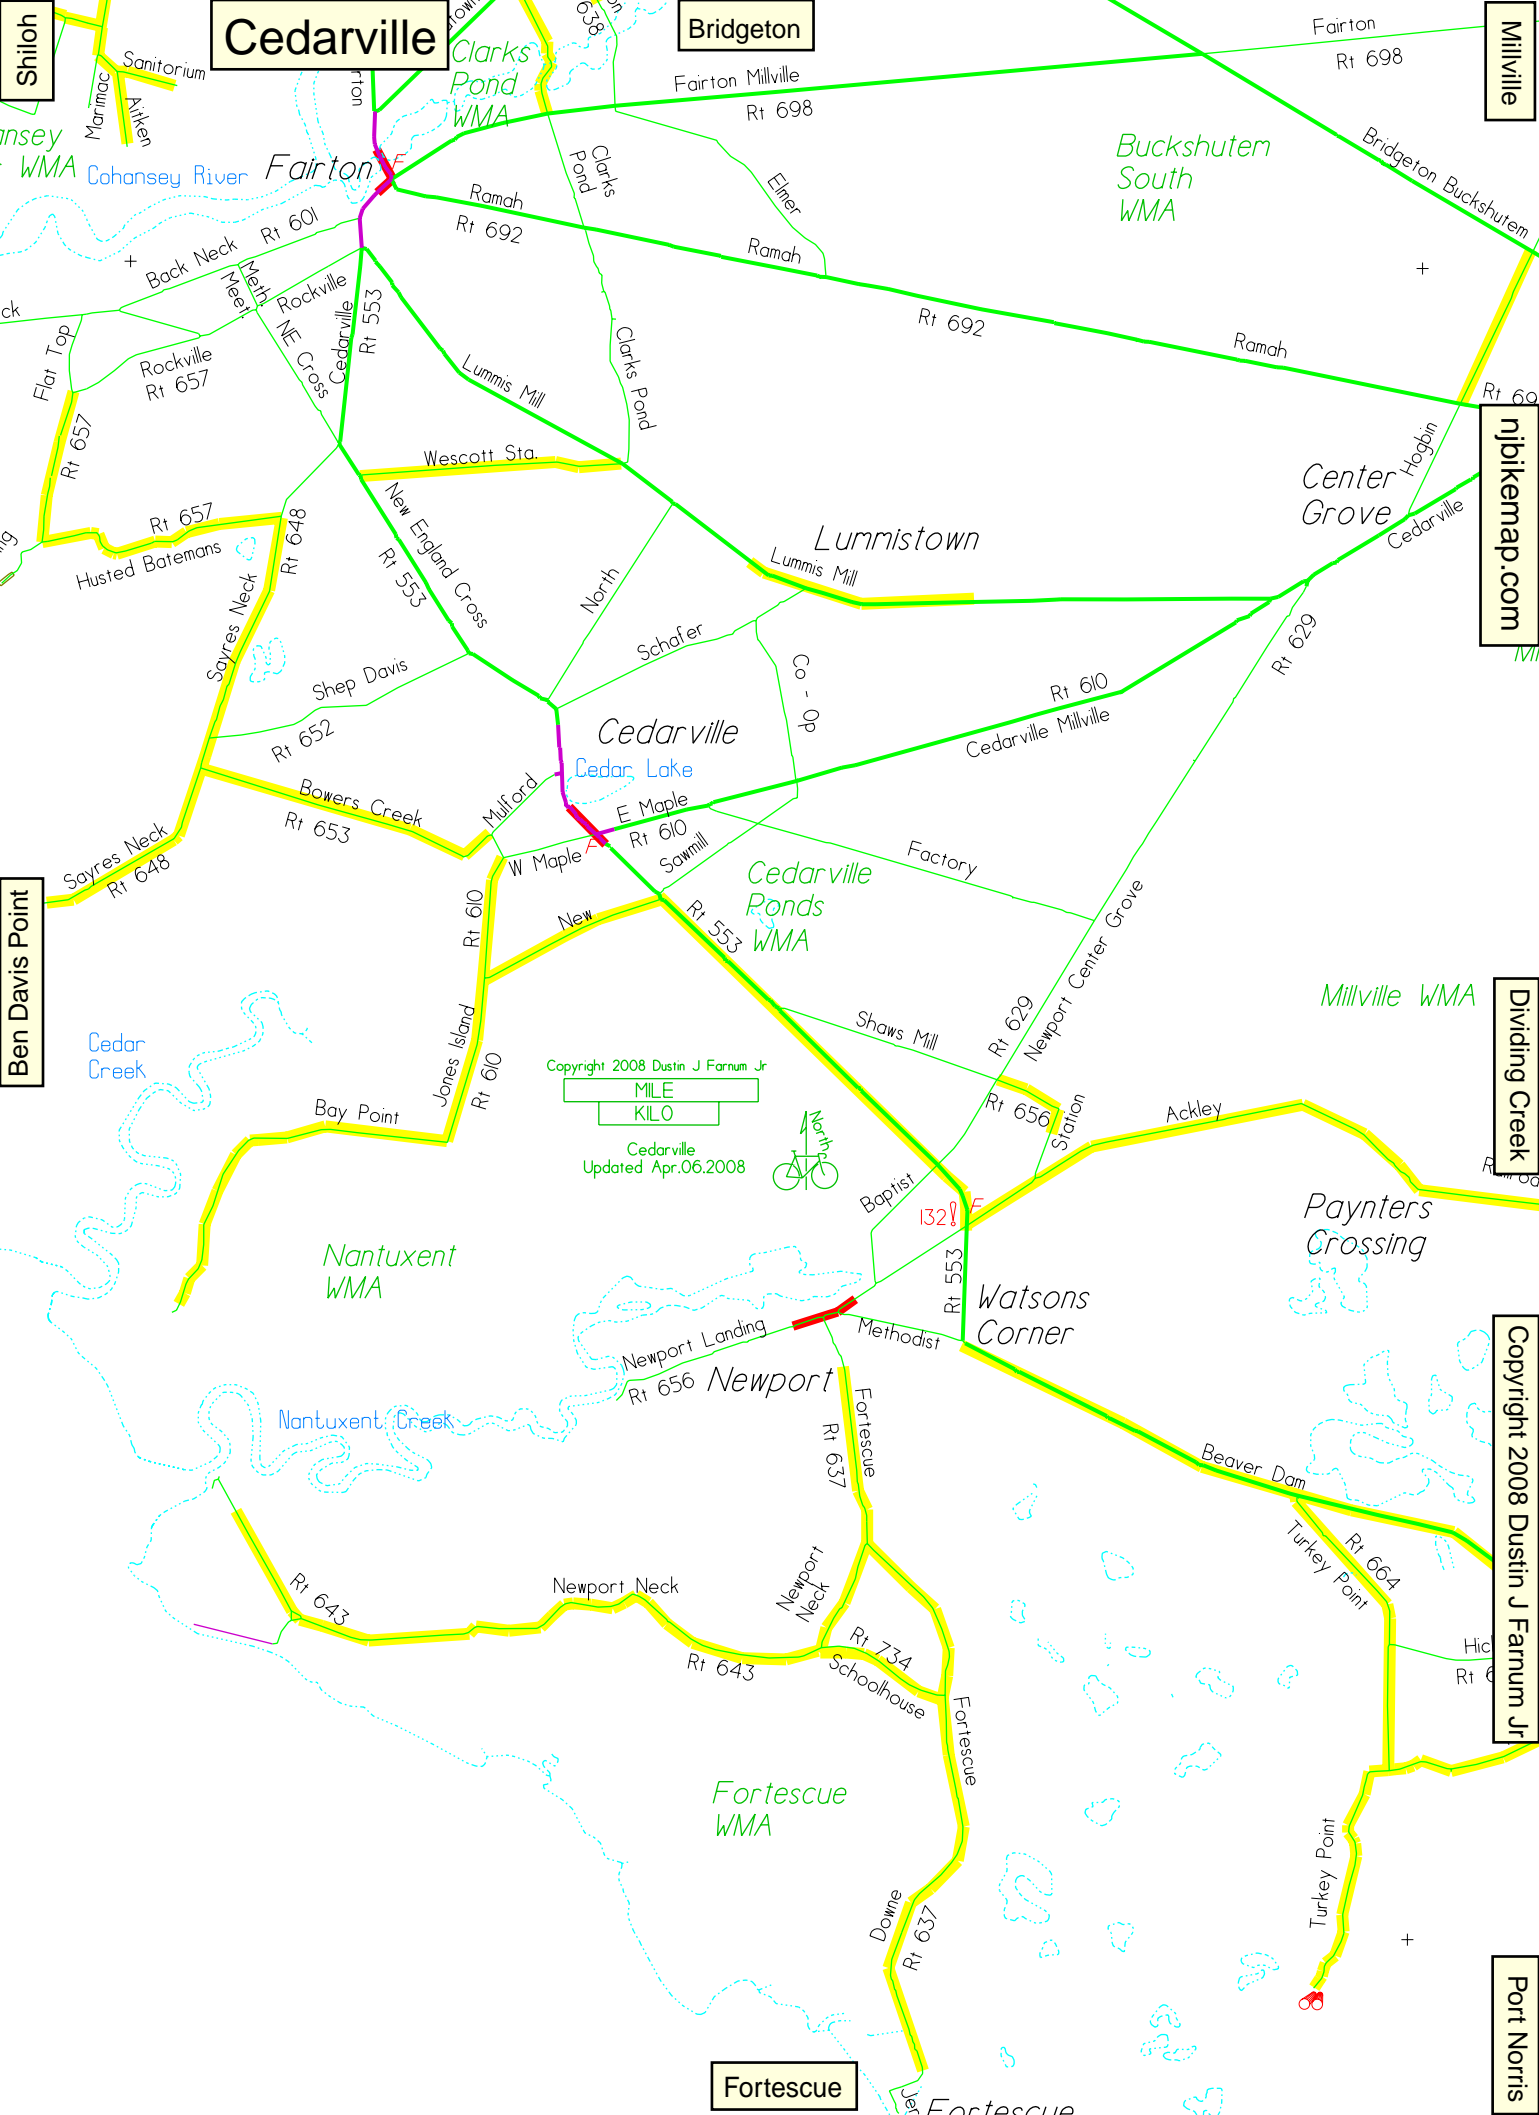 Shiloh
Cedarville
Bridgeton
Millville
638
Clarks
Pond
WMA
Sanitorium
Marimac
Aitken
WMA
Cohansey River
Fairton
F
Fairton Millville
Rt 698
Fairton
Rt 698
Buckshutem
South
WMA
Bridgeton Buckshutem
Clarks
Pond
Elmer
Ramah
Rt 692
Ramah
Rt 692
Ramah
Back Neck
Rt 601
Meth.
Meet.
Rockville
NE Cross
Cedarville
Rt 553
Flat Top
Rockville
Rt 657
Rt 657
Lummis Mill
Clarks Pond
Wescott Sta.
Hogbin
njbikemap.com
Center
Grove
Cedarville
Rt 657
Husted Batemans
Rt 648
Sayres Neck
New England Cross
Rt 553
North
Lummistown
Lummis Mill
Schafer
Co - Op
Rt 629
Shep Davis
Rt 652
Cedarville
Cedar Lake
Rt 610
Cedarville Millville
Bowers Creek
Rt 653
Mulford
E Maple
Rt 610
W Maple
F
Sawmill
Factory
Sayres Neck
Rt 648
Ben Davis Point
Cedarville
Ponds
WMA
Rt 610
New
Rt 553
Newport Center Grove
Rt 629
Shaws Mill
Millville WMA
Dividing Creek
Cedar
Creek
Jones Island
Rt 610
Bay Point
Copyright 2008 Dustin J Farnum Jr
MILE
KILO
Cedarville
Updated Apr.06.2008
North
Rt 656
Station
Ackley
Baptist
132!
F
Paynters
Crossing
Nantuxent
WMA
Rt 553
Watsons
Corner
Methodist
Newport Landing
Rt 656
Newport
Nantuxent Creek
Fortescue
Rt 637
Copyright 2008 Dustin J Farnum Jr
Beaver Dam
Turkey Point
Rt 664
Newport
Neck
Newport Neck
Rt 643
Rt 643
Rt 734
Schoolhouse
Fortescue
Fortescue
WMA
Turkey Point
Downe
Rt 637
Port Norris
Fortescue
Fortescue